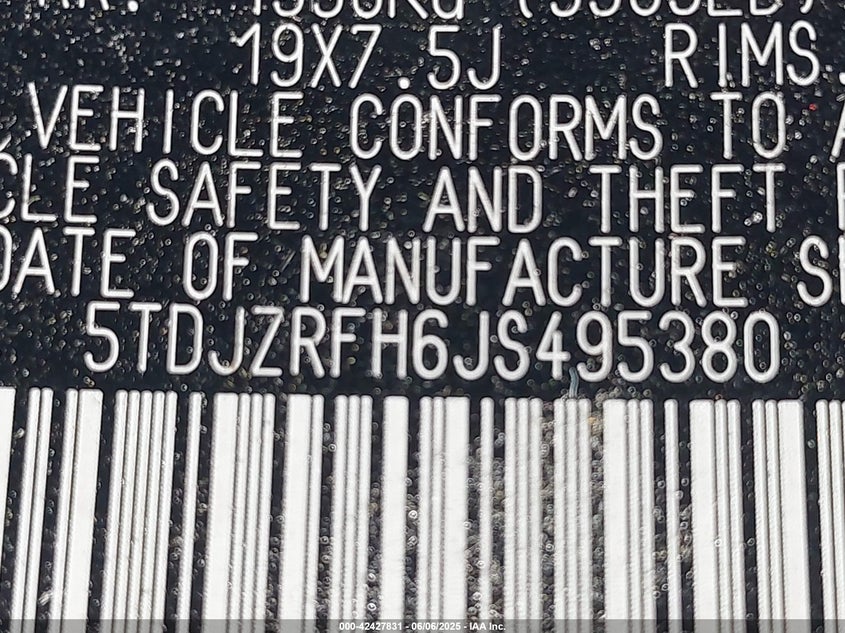 19X7.5J RIMS
VEHICLE CONFORMS TO A
CLE SAFETY AND THEFT
DATE OF MANUFACTURE S
5TDJZRFH6JS495380
000-42427831 - 06/06/2025 - IAA Inc.